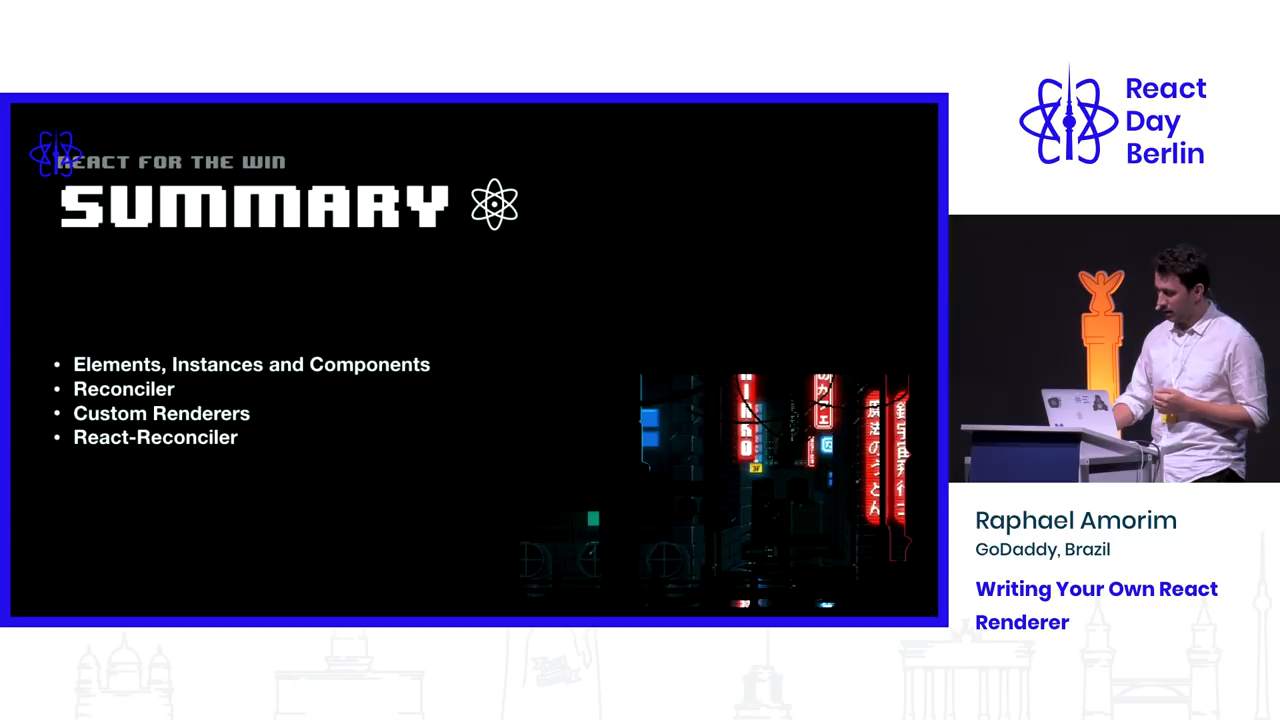 REACT FOR THE WIN
SUMMARY
• Elements, Instances and Components
• Reconciler
• Custom Renderers
• React-Reconciler
React
Day
Berlin
Raphael Amorim
GoDaddy, Brazil
Writing Your Own React
Renderer